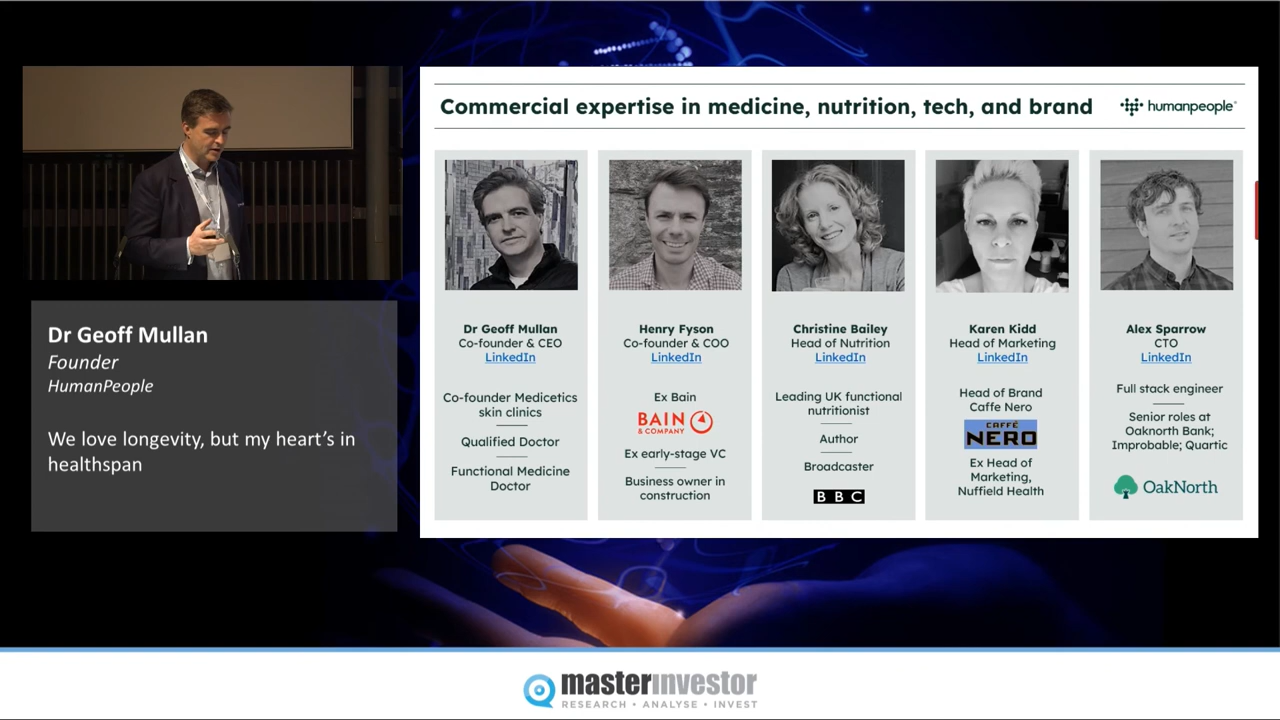 Dr Geoff Mullan
Founder
HumanPeople
We love longevity, but my heart's in
healthspan
Commercial expertise in medicine, nutrition, tech, and brand
humanpeople
Dr Geoff Mullan
Co-founder & CEO
LinkedIn
Co-founder Medicetics
skin clinics
Qualified Doctor
Functional Medicine
Doctor
Henry Fyson
Co-founder & COO
LinkedIn
Ex Bain
BAIN
& COMPANY
Ex early-stage VC
Business owner in
construction
Christine Bailey
Head of Nutrition
LinkedIn
Leading UK functional
nutritionist
Author
Broadcaster
BBC
Karen Kidd
Head of Marketing
LinkedIn
Head of Brand
Caffe Nero
CAFFÈ
NERO
Ex Head of
Marketing,
Nuffield Health
Alex Sparrow
CTO
LinkedIn
Full stack engineer
Senior roles at
Oaknorth Bank;
Improbable; Quartic
OakNorth
masterinvestor
RESEARCH • ANALYSE • INVEST